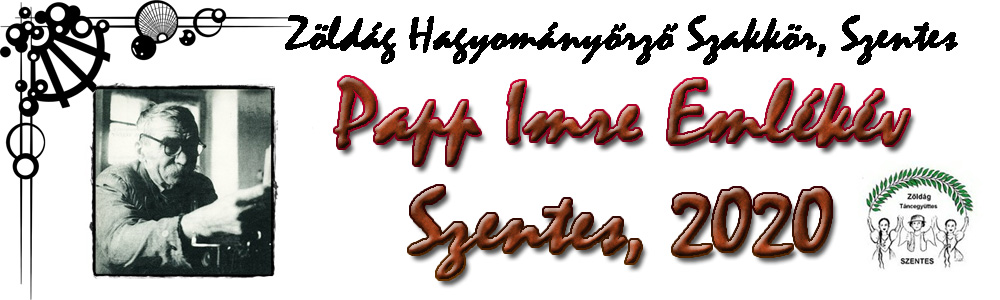 Zöldág Hagyományőrző Szakkör, Szentes
Papp Imre Emlékév
Szentes, 2020
Zöldág
Táncegyüttes
SZENTES